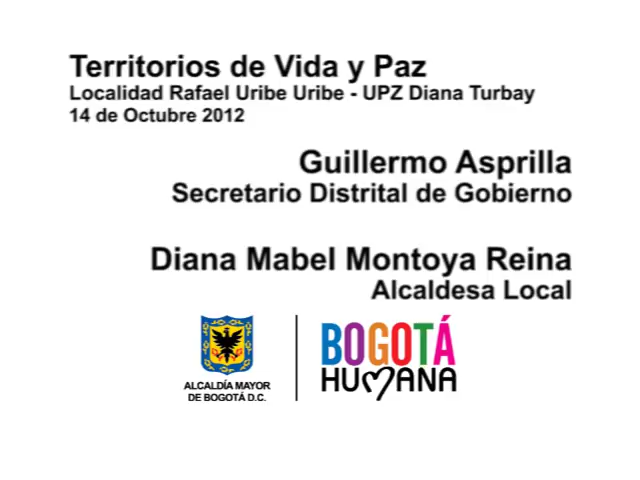 Territorios de Vida y Paz
Localidad Rafael Uribe Uribe - UPZ Diana Turbay
14 de Octubre 2012
Guillermo Asprilla
Secretario Distrital de Gobierno
Diana Mabel Montoya Reina
Alcaldesa Local
ALCALDÍA MAYOR
DE BOGOTÁ D.C.
BOGOTÁ
HUMANA